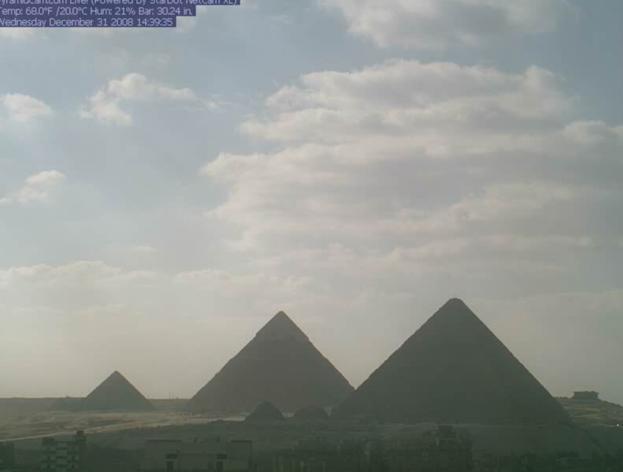 PyramidCam.com Live! (Powered by StarDot NetCam XL)
Temp: 68.0°F /20.0°C Hum: 21% Bar: 30.24 in.
Wednesday December 31 2008 14:39:35